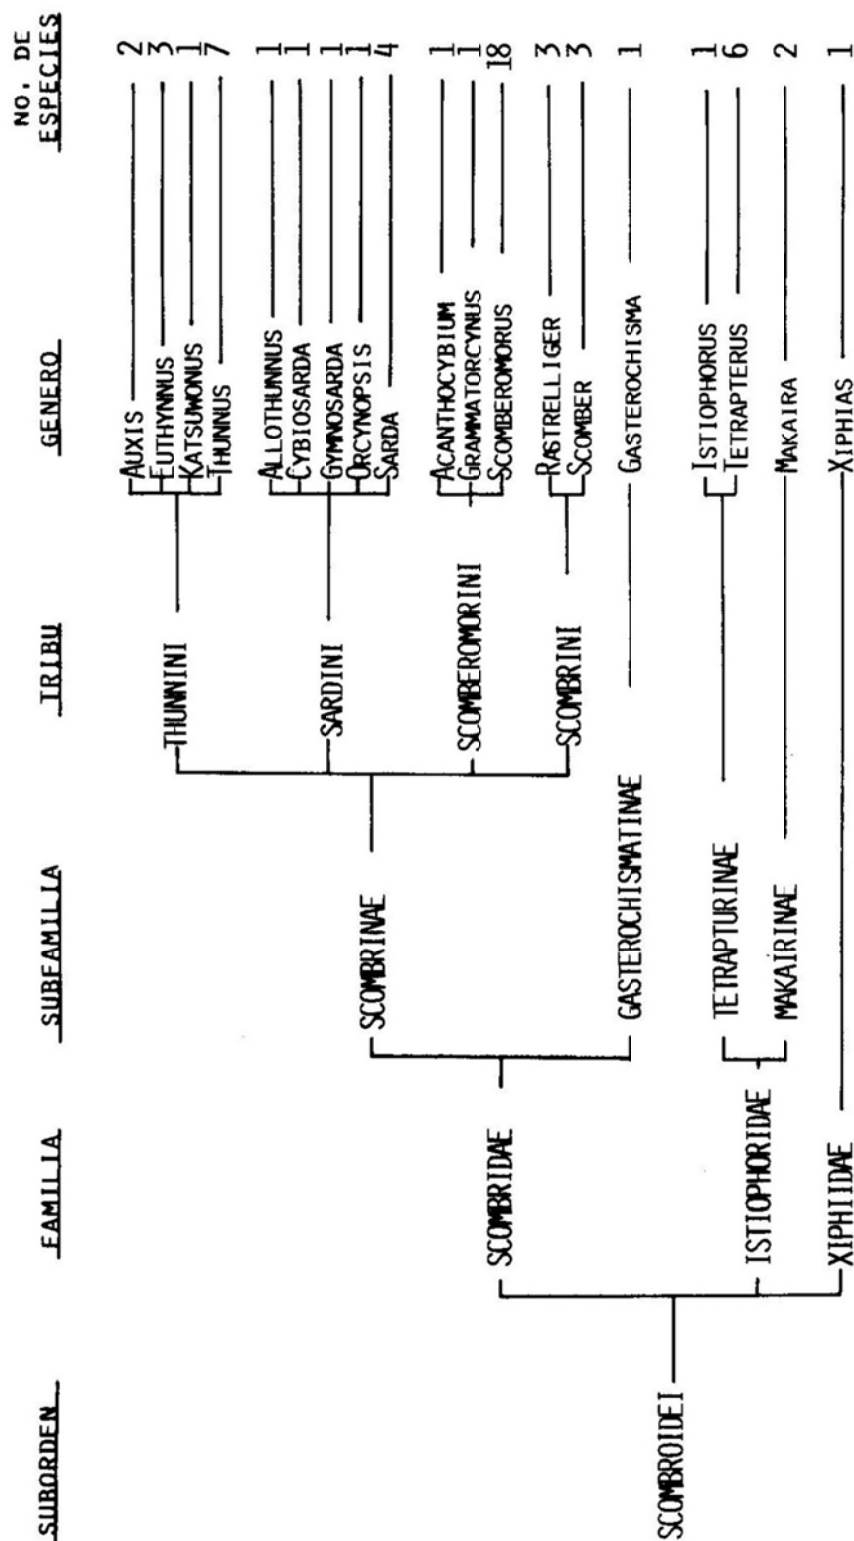 SUBORDEN FAMILIA SUBFAMILIA TRIBU GENERO NO. DE
ESPECIES
AUXIS 2
EUTHYNNUS 3
THUNNINI KATSUWONUS 1
THUNNUS 7
ALLOTHUNNUS 1
CYBIOSARDA 1
SARDINI GYMNOSARDA 1
ORCYNOPSIS 1
SCOMBRINAE SARDA 4
ACANTHOCYBIUM 1
SCOMBEROMORINI GRAMMATORCYNUS 1
SCOMBRIDAE SCOMBEROMORUS 18
RASTRELLIGER 3
SCOMBRINI SCOMBER 3
GASTEROCHISMATINAE GASTEROCHISMA 1
SCOMBROIDEI
ISTIOPHORUS 1
TETRAPTURINAE TETRAPTERUS 6
ISTIOPHORIDAE
MAKAIRINAE MAKAIRA 2
XIPHIIDAE XIPHIAS 1